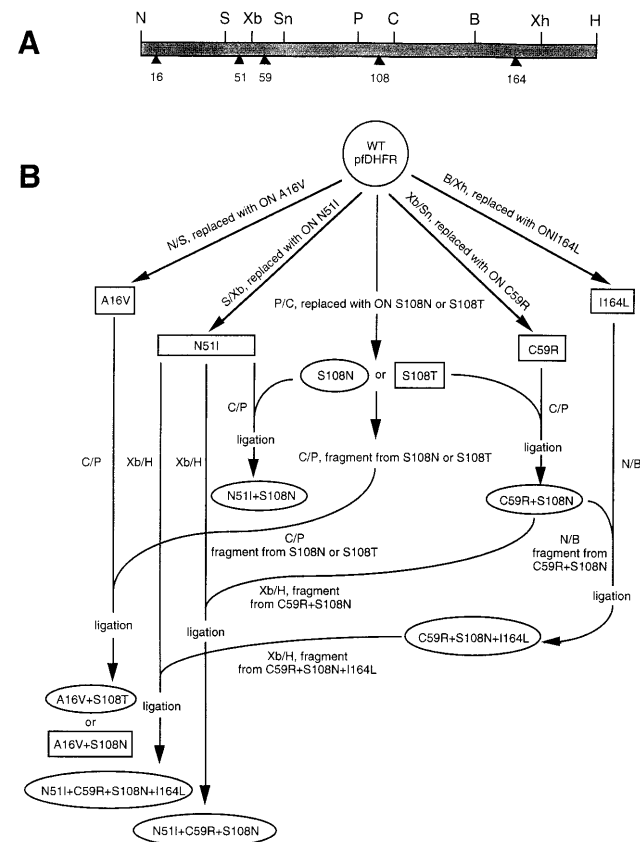 A
N S Xb Sn P C B Xh H
16 51 59 108 164
B
WT
pfDHFR
N/S, replaced with ON A16V
S/Xb, replaced with ON N51I
P/C, replaced with ON S108N or S108T
Xb/Sn, replaced with ON C59R
B/Xh, replaced with ONI164L
A16V
N51I
S108N or S108T
C59R
I164L
C/P
ligation
N51I+S108N
C/P, fragment from S108N or S108T
C/P
ligation
C59R+S108N
C/P
Xb/H
Xb/H
N/B
C/P
fragment from S108N or S108T
N/B
fragment from
C59R+S108N
Xb/H, fragment
from C59R+S108N
ligation
ligation
ligation
C59R+S108N+I164L
Xb/H, fragment
from C59R+S108N+I164L
A16V+S108T
or
A16V+S108N
ligation
N51I+C59R+S108N+I164L
N51I+C59R+S108N